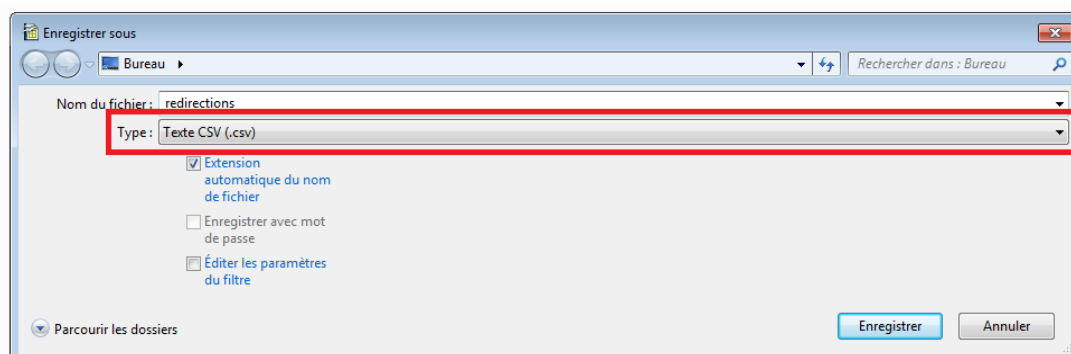 Enregistrer sous
Bureau
Rechercher dans : Bureau
Nom du fichier : redirections
Type : Texte CSV (.csv)
Extension
automatique du nom
de fichier
Enregistrer avec mot
de passe
Éditer les paramètres
du filtre
Parcourir les dossiers
Enregistrer
Annuler